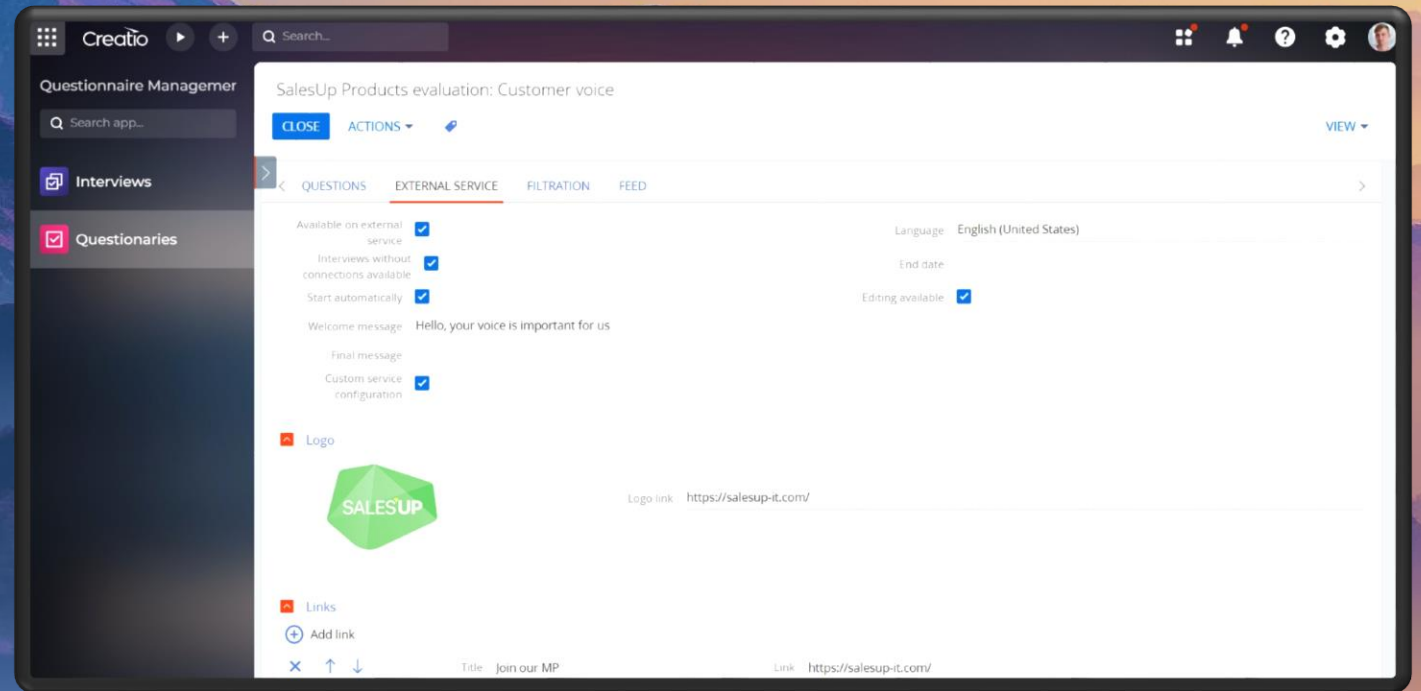 Creatio
Search...
Questionnaire Managemer
Search app...
Interviews
Questionaries
SalesUp Products evaluation: Customer voice
CLOSE ACTIONS
VIEW
QUESTIONS EXTERNAL SERVICE FILTRATION FEED
Available on external
service
Language English (United States)
Interviews without
connections available
End date
Start automatically
Editing available
Welcome message Hello, your voice is important for us
Final message
Custom service
configuration
Logo
SALES'UP
Logo link https://salesup-it.com/
Links
Add link
Title Join our MP Link https://salesup-it.com/